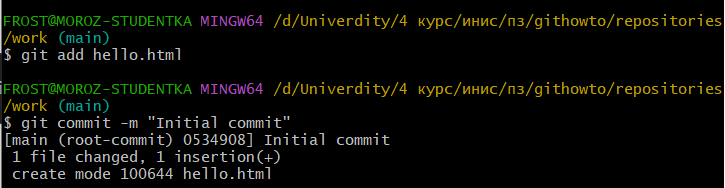 FROST@MOROZ-STUDENTKA MINGW64 /d/Univerdity/4 курс/инис/пз/githowto/repositories
/work (main)
$ git add hello.html

FROST@MOROZ-STUDENTKA MINGW64 /d/Univerdity/4 курс/инис/пз/githowto/repositories
/work (main)
$ git commit -m "Initial commit"
[main (root-commit) 0534908] Initial commit
 1 file changed, 1 insertion(+)
 create mode 100644 hello.html